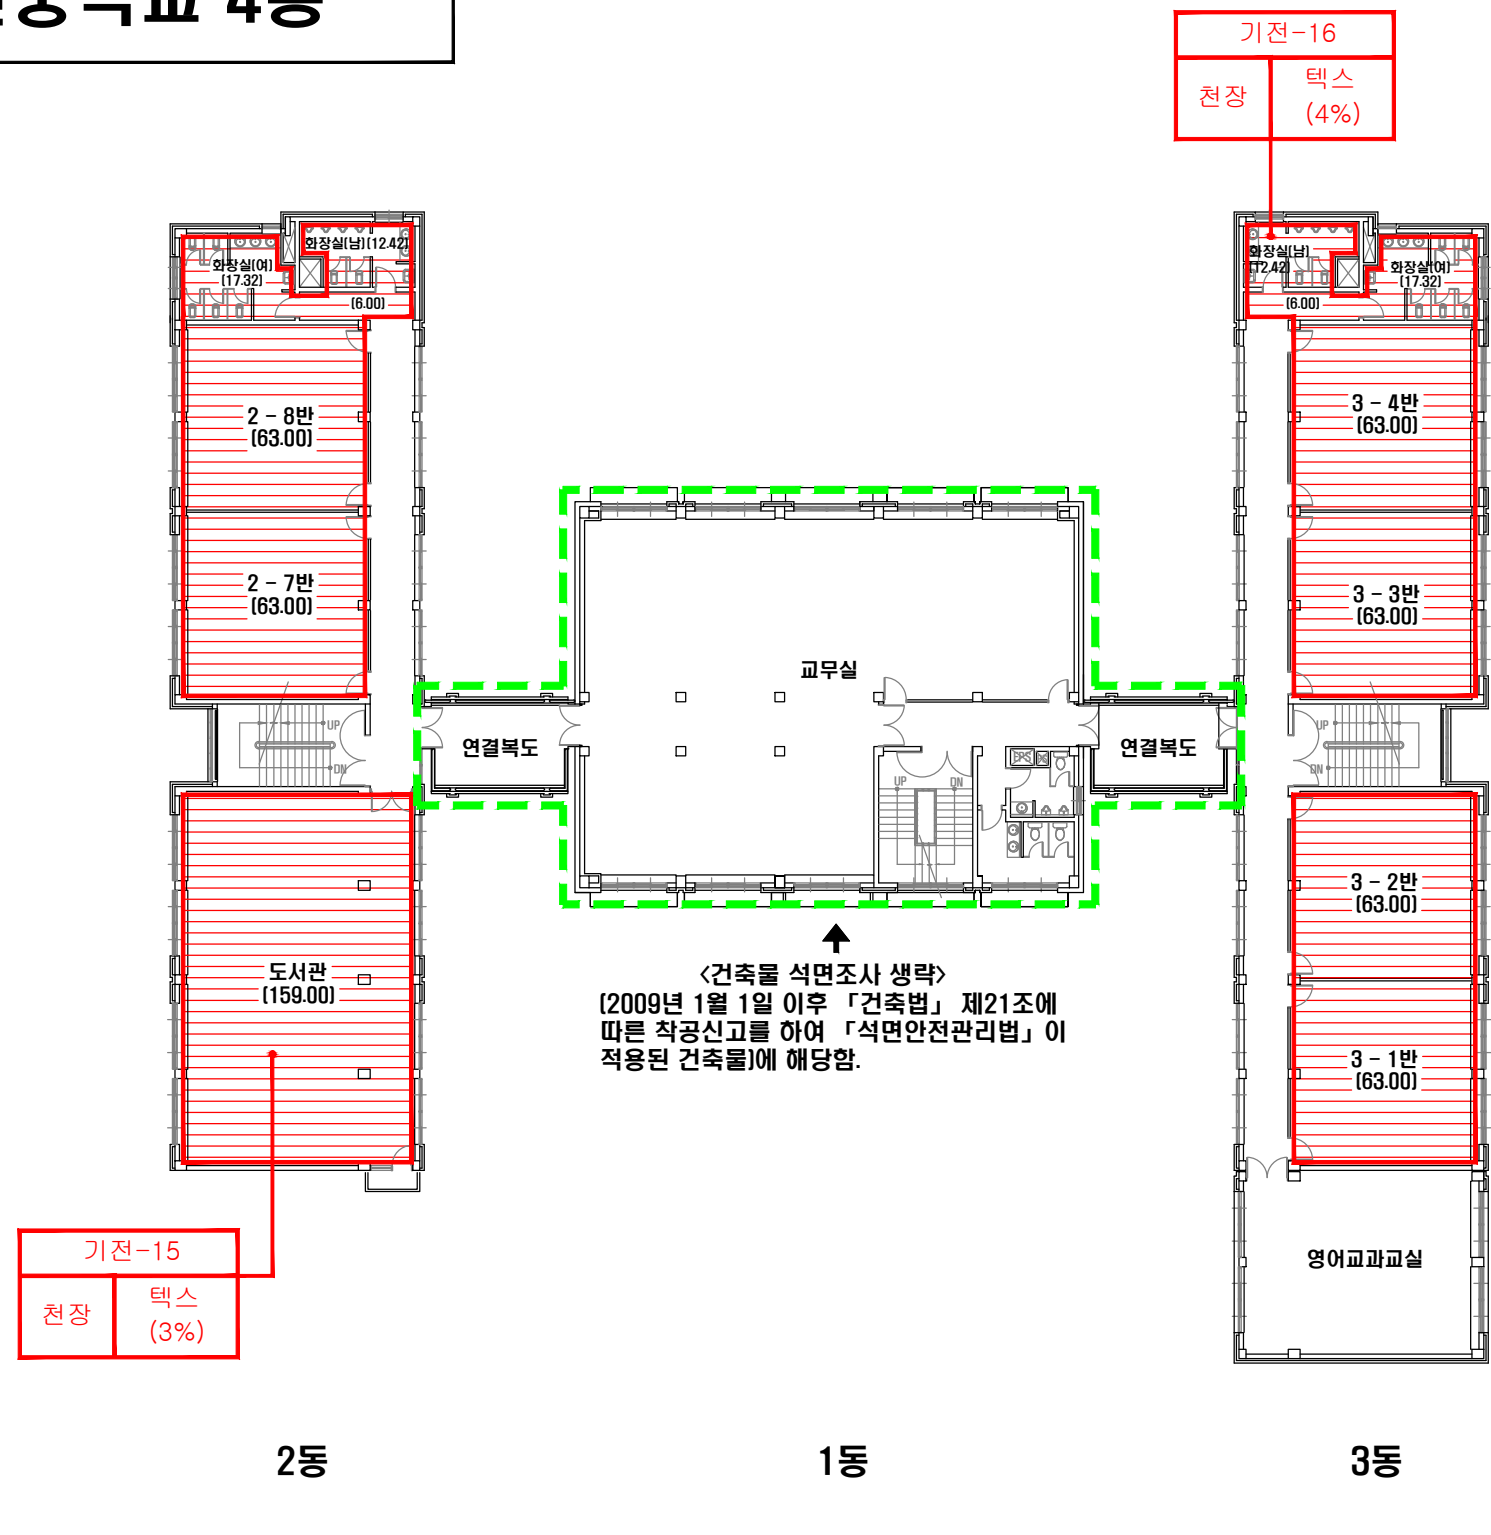 4층
기전-16
천장
텍스
(4%)
화장실(남)(12.42)
화장실(여)
(17.32)
(6.00)
2 - 8반
(63.00)
2 - 7반
(63.00)
UP
DN
도서관
(159.00)
기전-15
천장
텍스
(3%)
교무실
연결복도
연결복도
EPS
UP
DN
<건축물 석면조사 생략>
(2009년 1월 1일 이후 「건축법」 제21조에
따른 착공신고를 하여 「석면안전관리법」이
적용된 건축물)에 해당함.
화장실(남)
(12.42)
화장실(여)
(17.32)
(6.00)
3 - 4반
(63.00)
3 - 3반
(63.00)
UP
DN
3 - 2반
(63.00)
3 - 1반
(63.00)
영어교과교실
2동
1동
3동